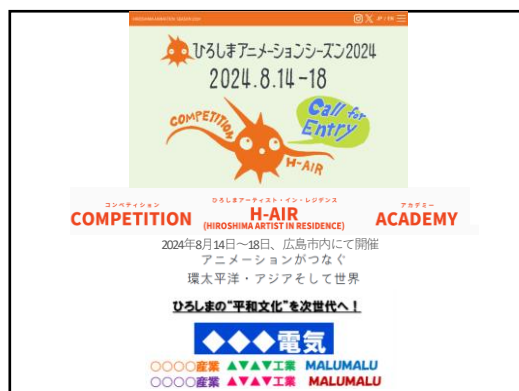 HIROSHIMA ANIMATION SEASON 2024
JP / EN
ひろしまアニメーションシーズン2024
2024.8.14-18
COMPETITION
Call for
Entry
H-AIR
コンペティション
COMPETITION
ひろしまアーティスト・イン・レジデンス
H-AIR
(HIROSHIMA ARTIST IN RESIDENCE)
アカデミー
ACADEMY
2024年8月14日~18日、広島市内にて開催
アニメーションがつなぐ
環太平洋・アジアそして世界
ひろしまの"平和文化"を次世代へ！
◆◆◆電気
○○○○産業 ▲▼▲▼工業 MALUMALU
○○○○産業 ▲▼▲▼工業 MALUMALU